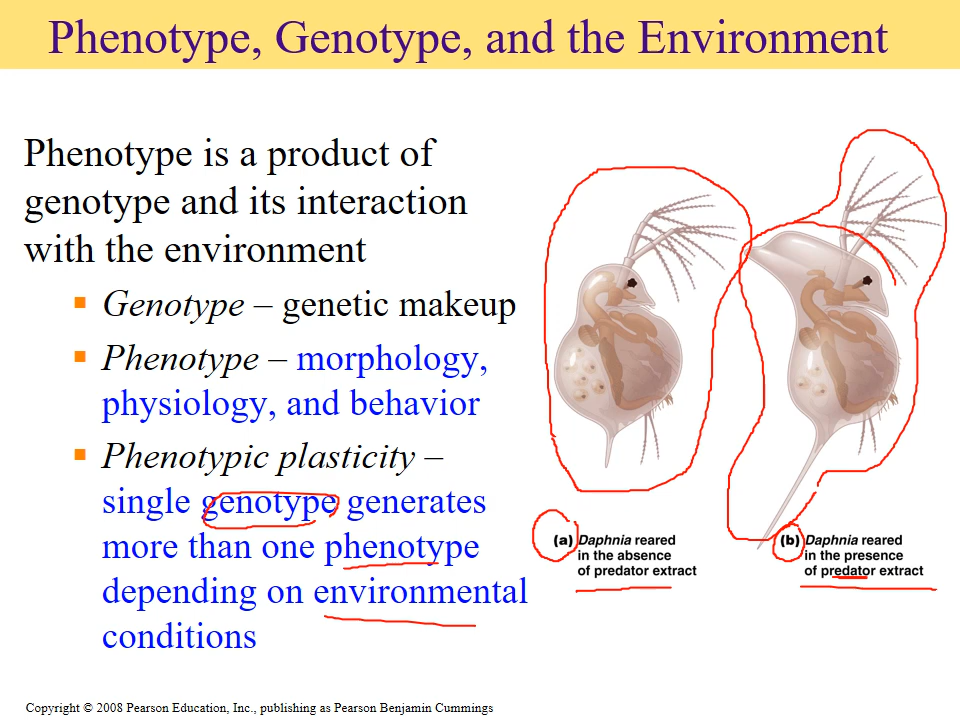 Phenotype, Genotype, and the Environment
Phenotype is a product of
genotype and its interaction
with the environment
Genotype – genetic makeup
Phenotype – morphology,
physiology, and behavior
Phenotypic plasticity –
single genotype generates
more than one phenotype
depending on environmental
conditions
(a) Daphnia reared
in the absence
of predator extract
(b) Daphnia reared
in the presence
of predator extract
Copyright © 2008 Pearson Education, Inc., publishing as Pearson Benjamin Cummings